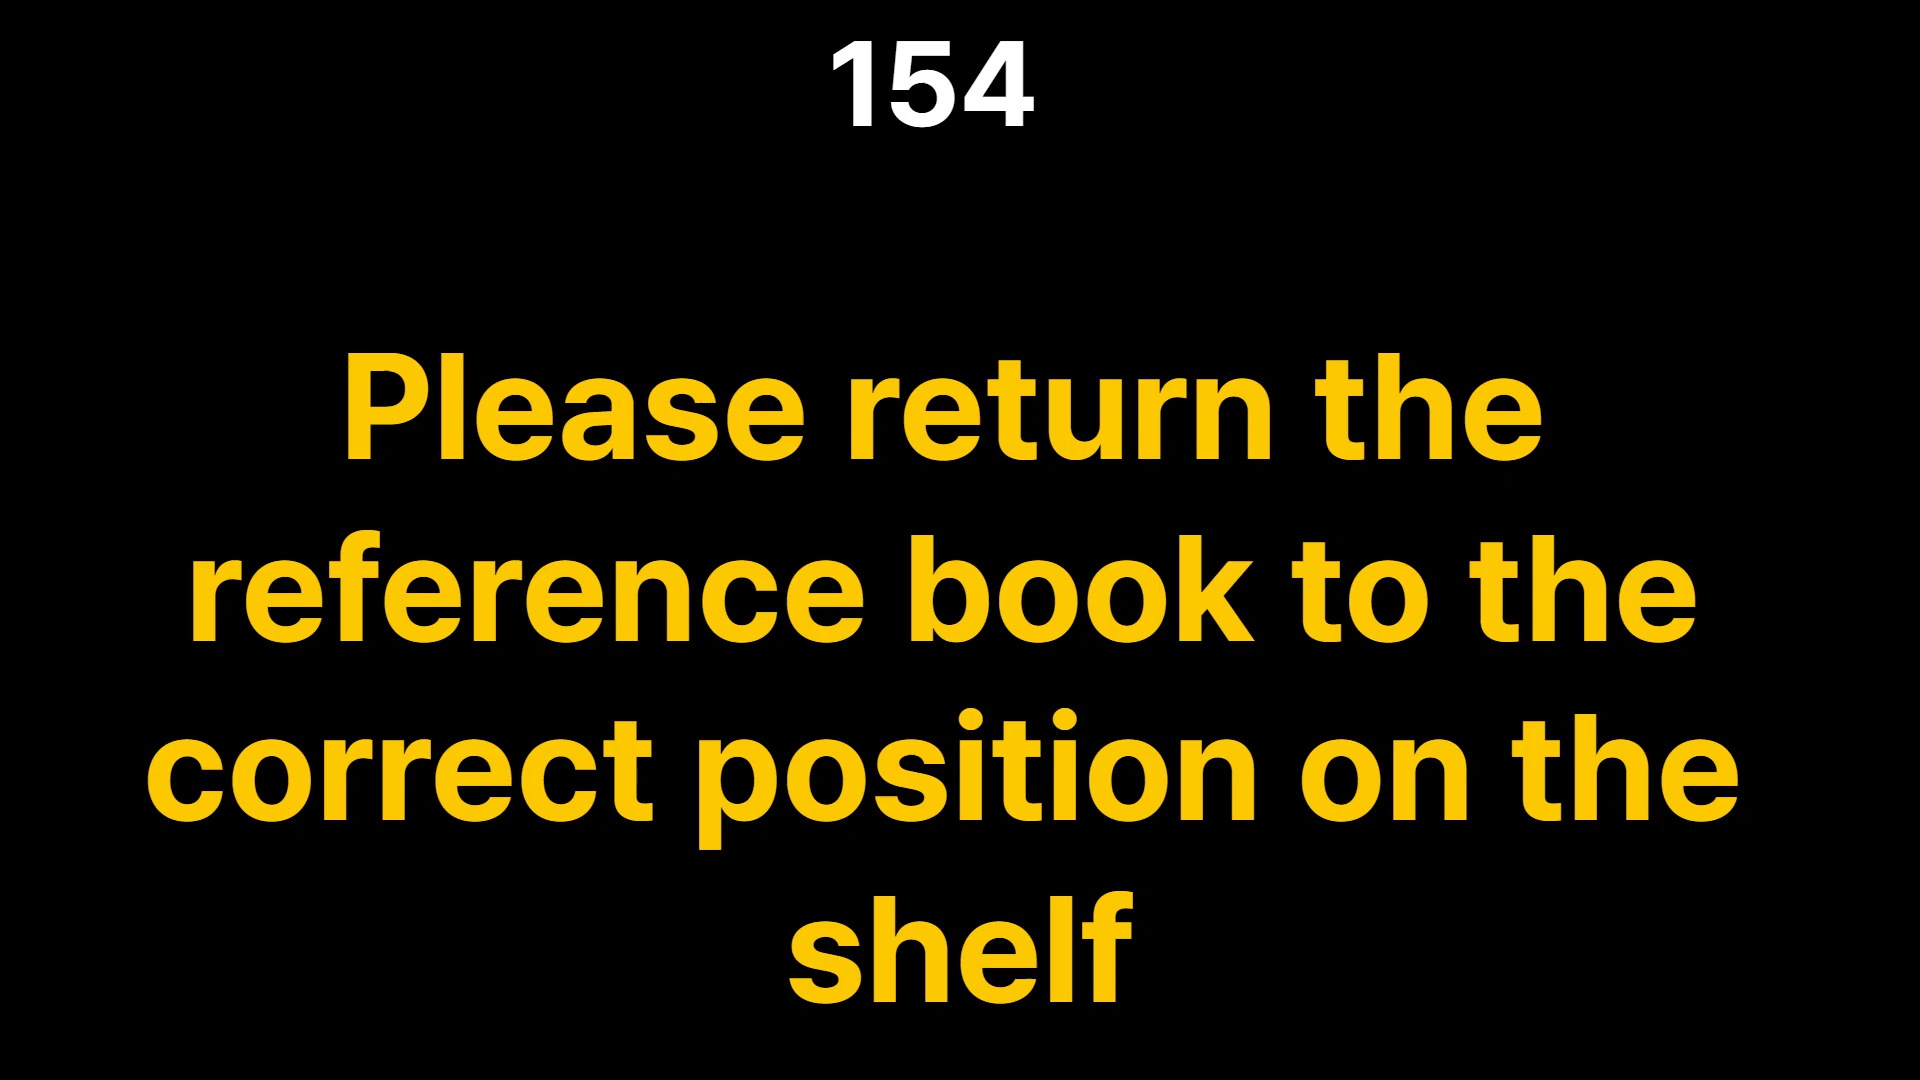 154
Please return the
reference book to the
correct position on the
shelf